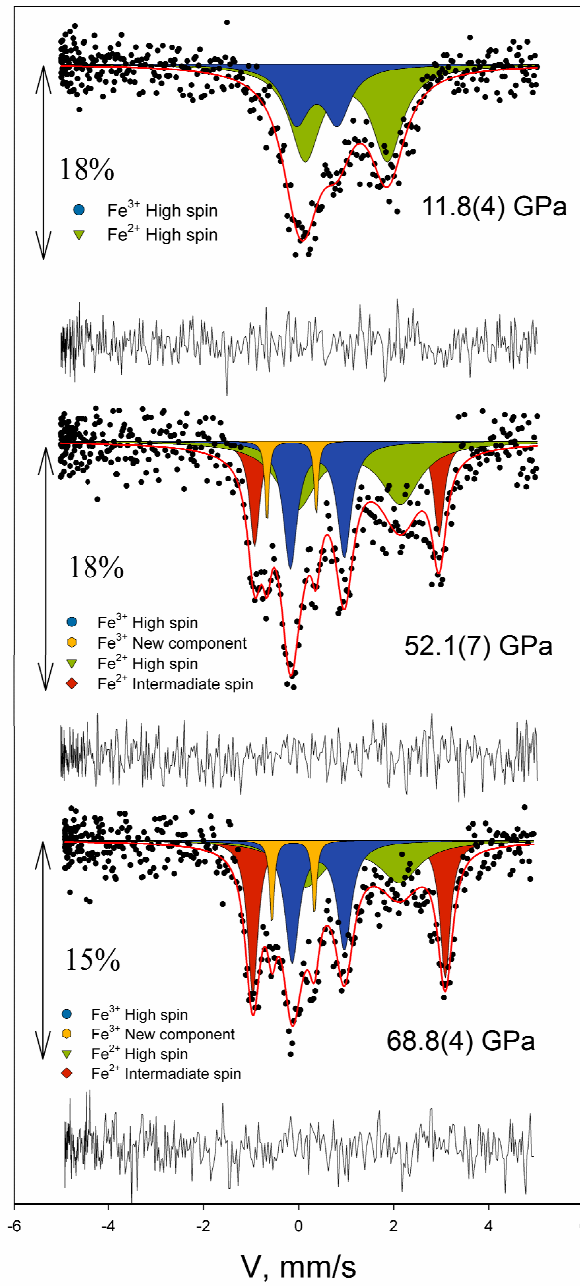 18%
Fe³⁺ High spin
Fe²⁺ High spin
11.8(4) GPa
18%
Fe³⁺ High spin
Fe³⁺ New component
Fe²⁺ High spin
Fe²⁺ Intermadiate spin
52.1(7) GPa
15%
Fe³⁺ High spin
Fe³⁺ New component
Fe²⁺ High spin
Fe²⁺ Intermadiate spin
68.8(4) GPa
-6 -4 -2 0 2 4 6
V, mm/s